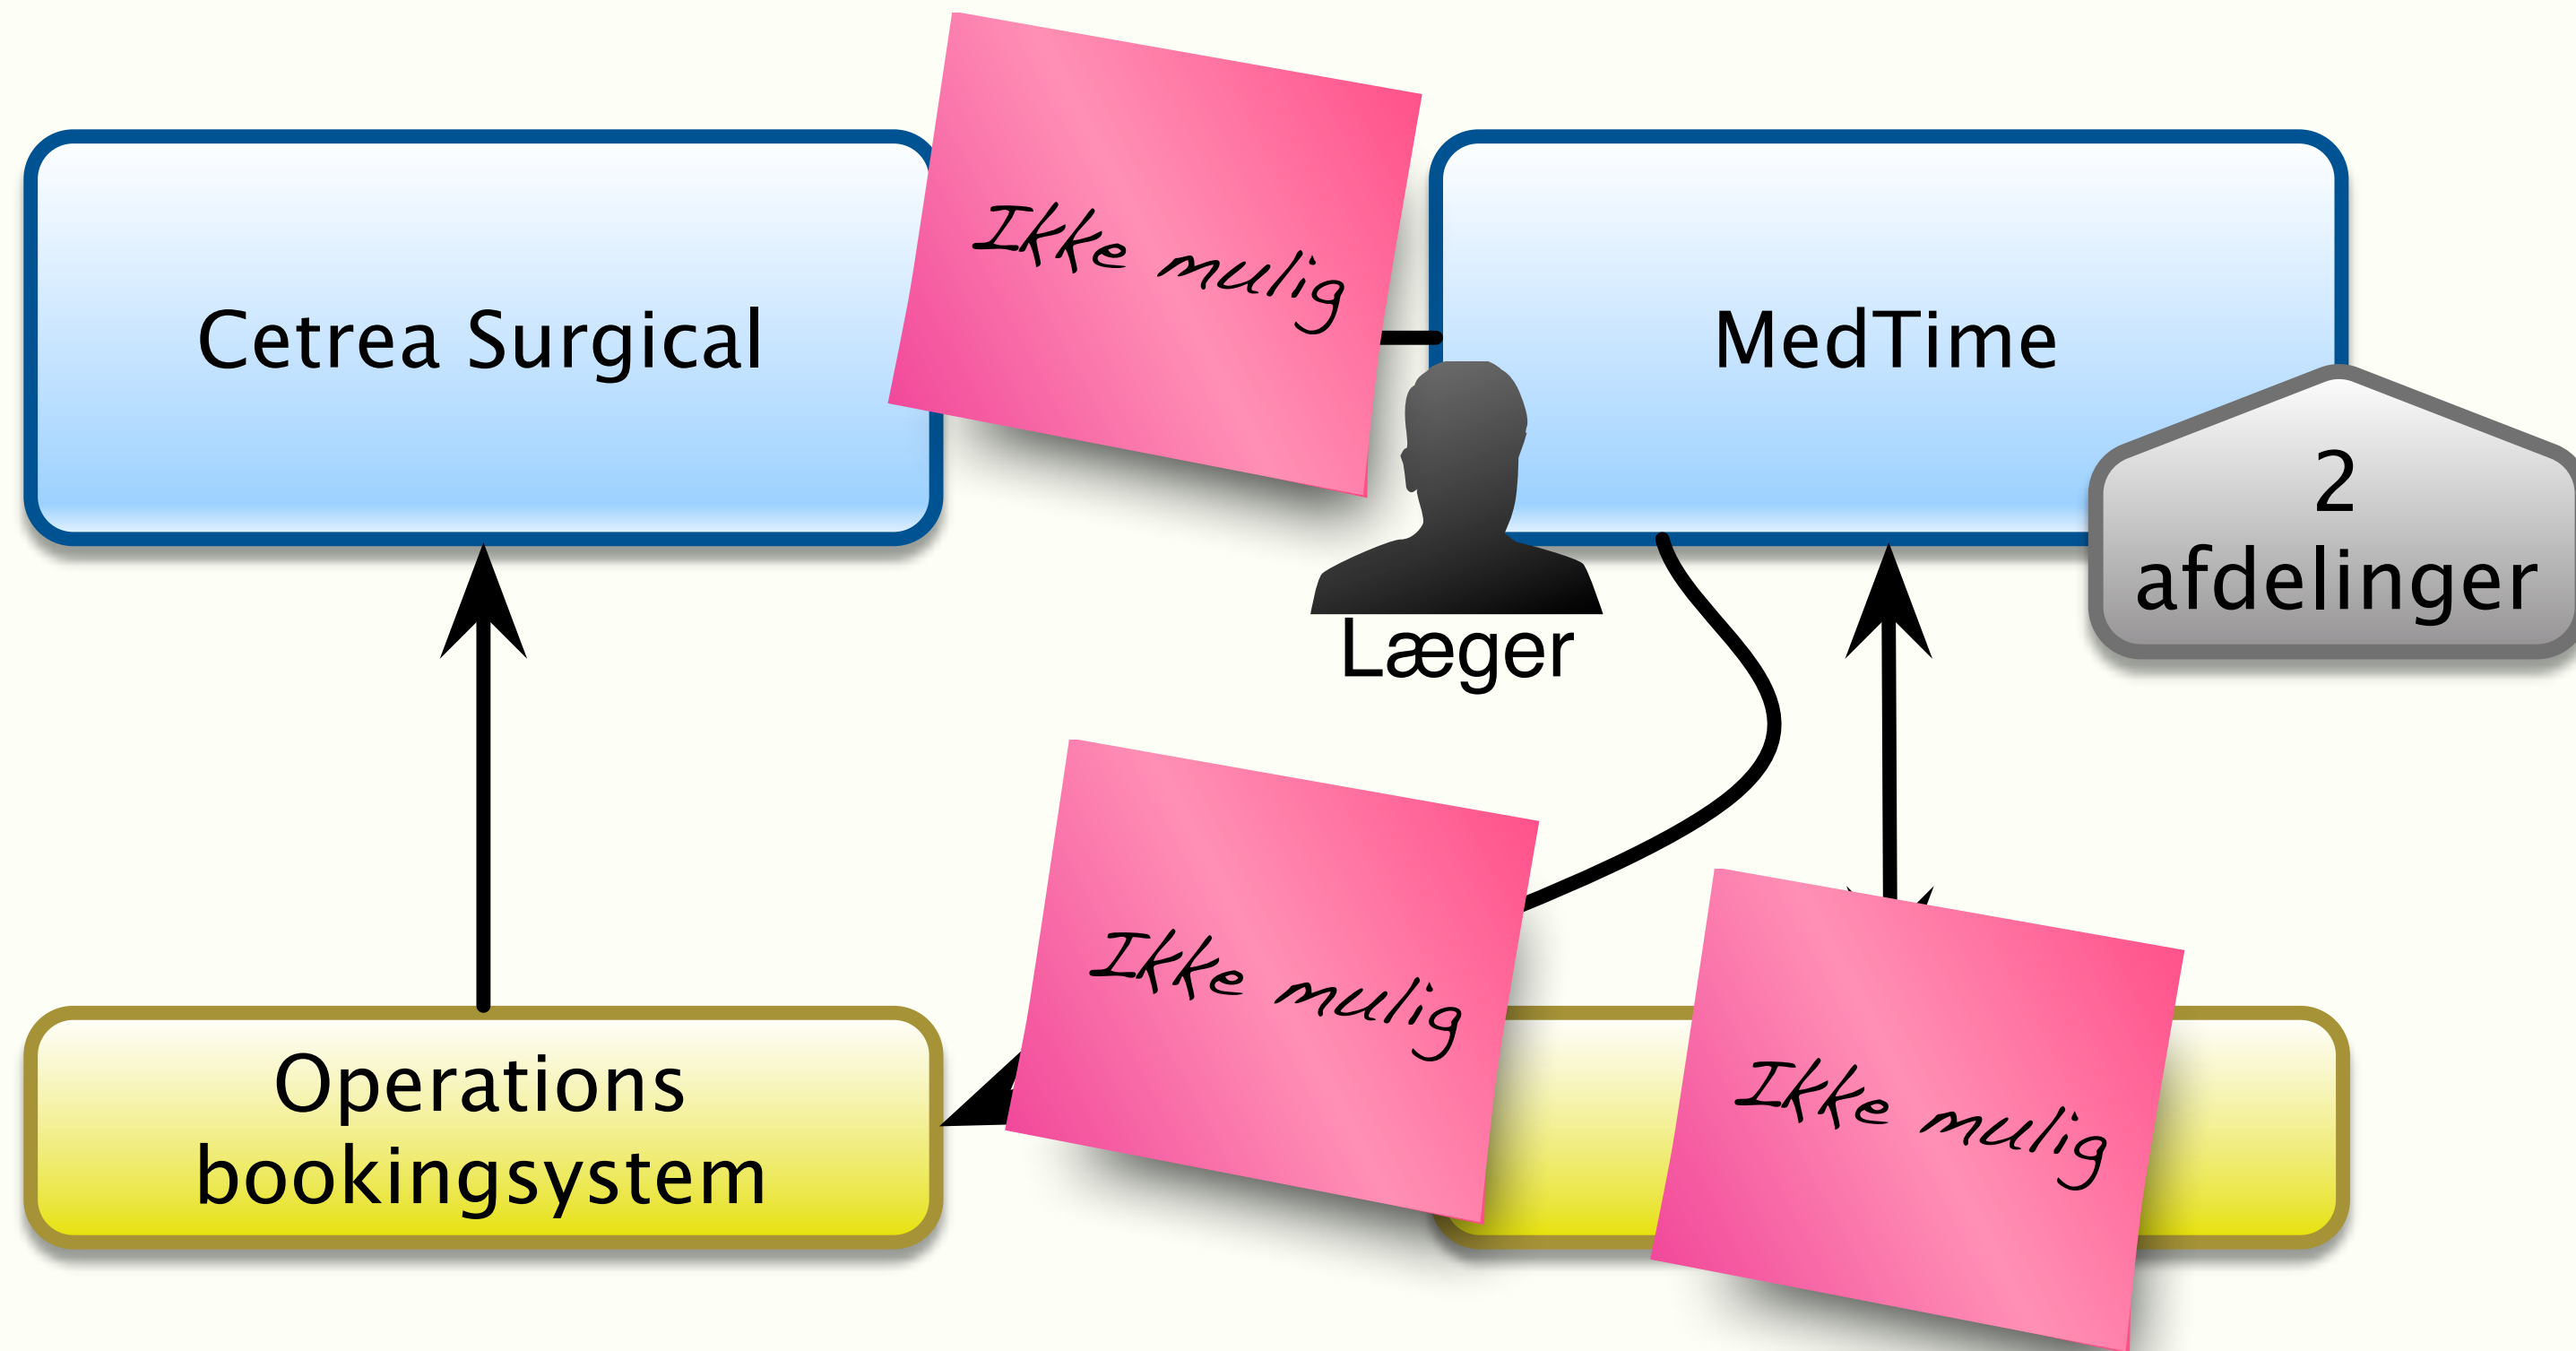 Ikke mulig
Cetrea Surgical
MedTime
2
afdelinger
Læger
Ikke mulig
Ikke mulig
Operations
bookingsystem